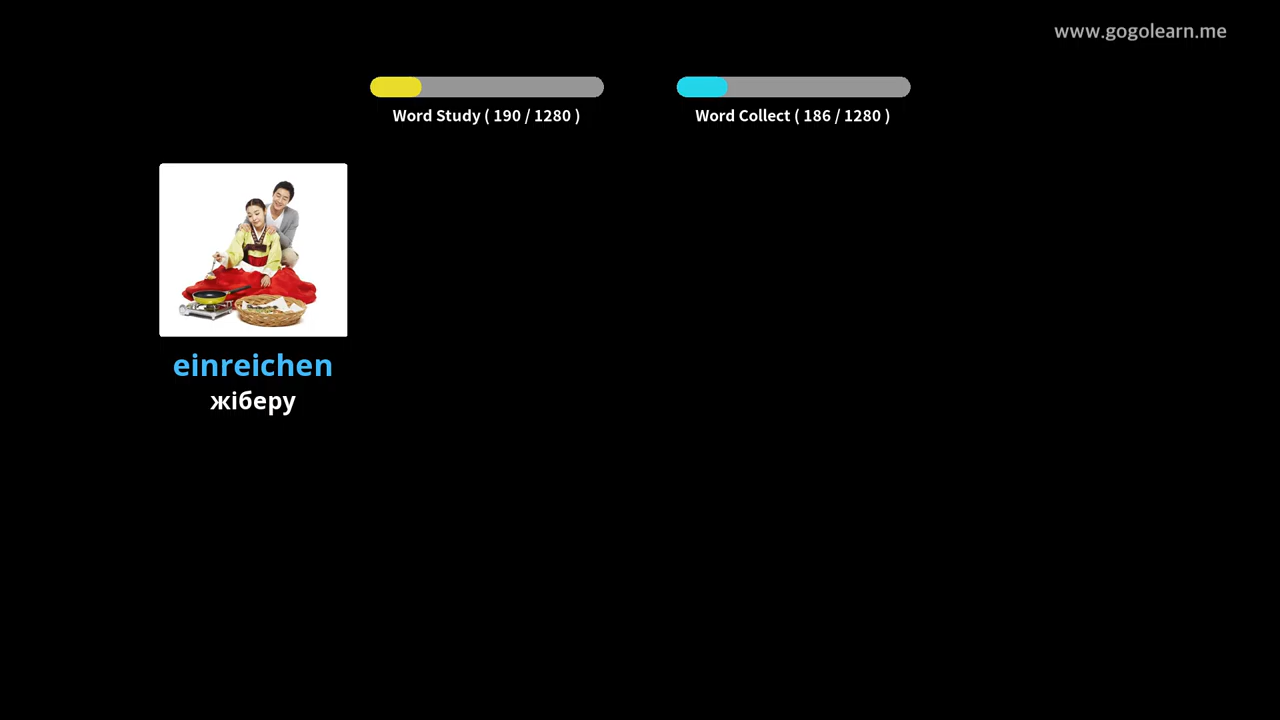 www.gogolearn.me
Word Study ( 190 / 1280 )
Word Collect ( 186 / 1280 )
einreichen
жіберу